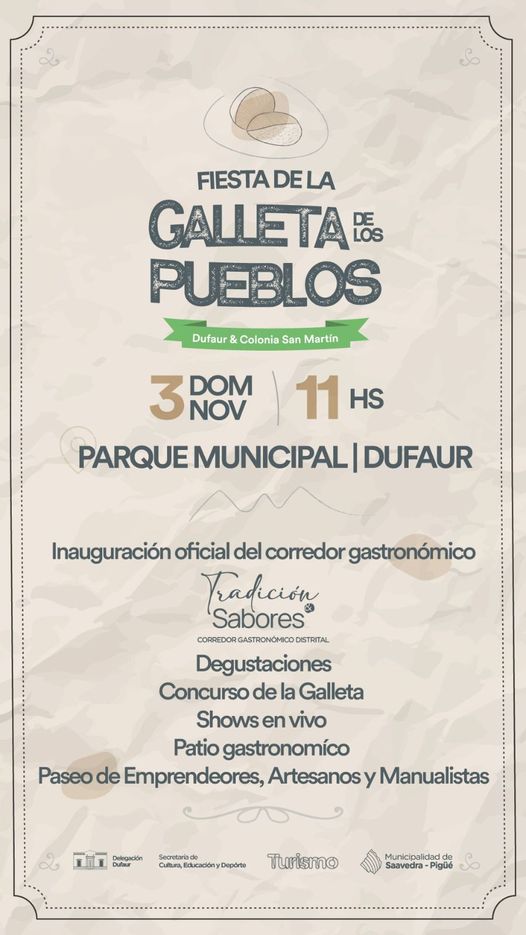 FIESTA DE LA
GALLETA DE LOS
PUEBLOS
Dufaur & Colonia San Martín
3 DOM NOV | 11 HS
PARQUE MUNICIPAL | DUFAUR
Inauguración oficial del corredor gastronómico
Tradición
Sabores
CORREDOR GASTRONÓMICO DISTRITAL
Degustaciones
Concurso de la Galleta
Shows en vivo
Patio gastronomíco
Paseo de Emprendeores, Artesanos y Manualistas
Delegación
Dufaur
Secretaría de
Cultura, Educación y Depórte
Turismo
Municipalidad de
Saavedra - Pigüé